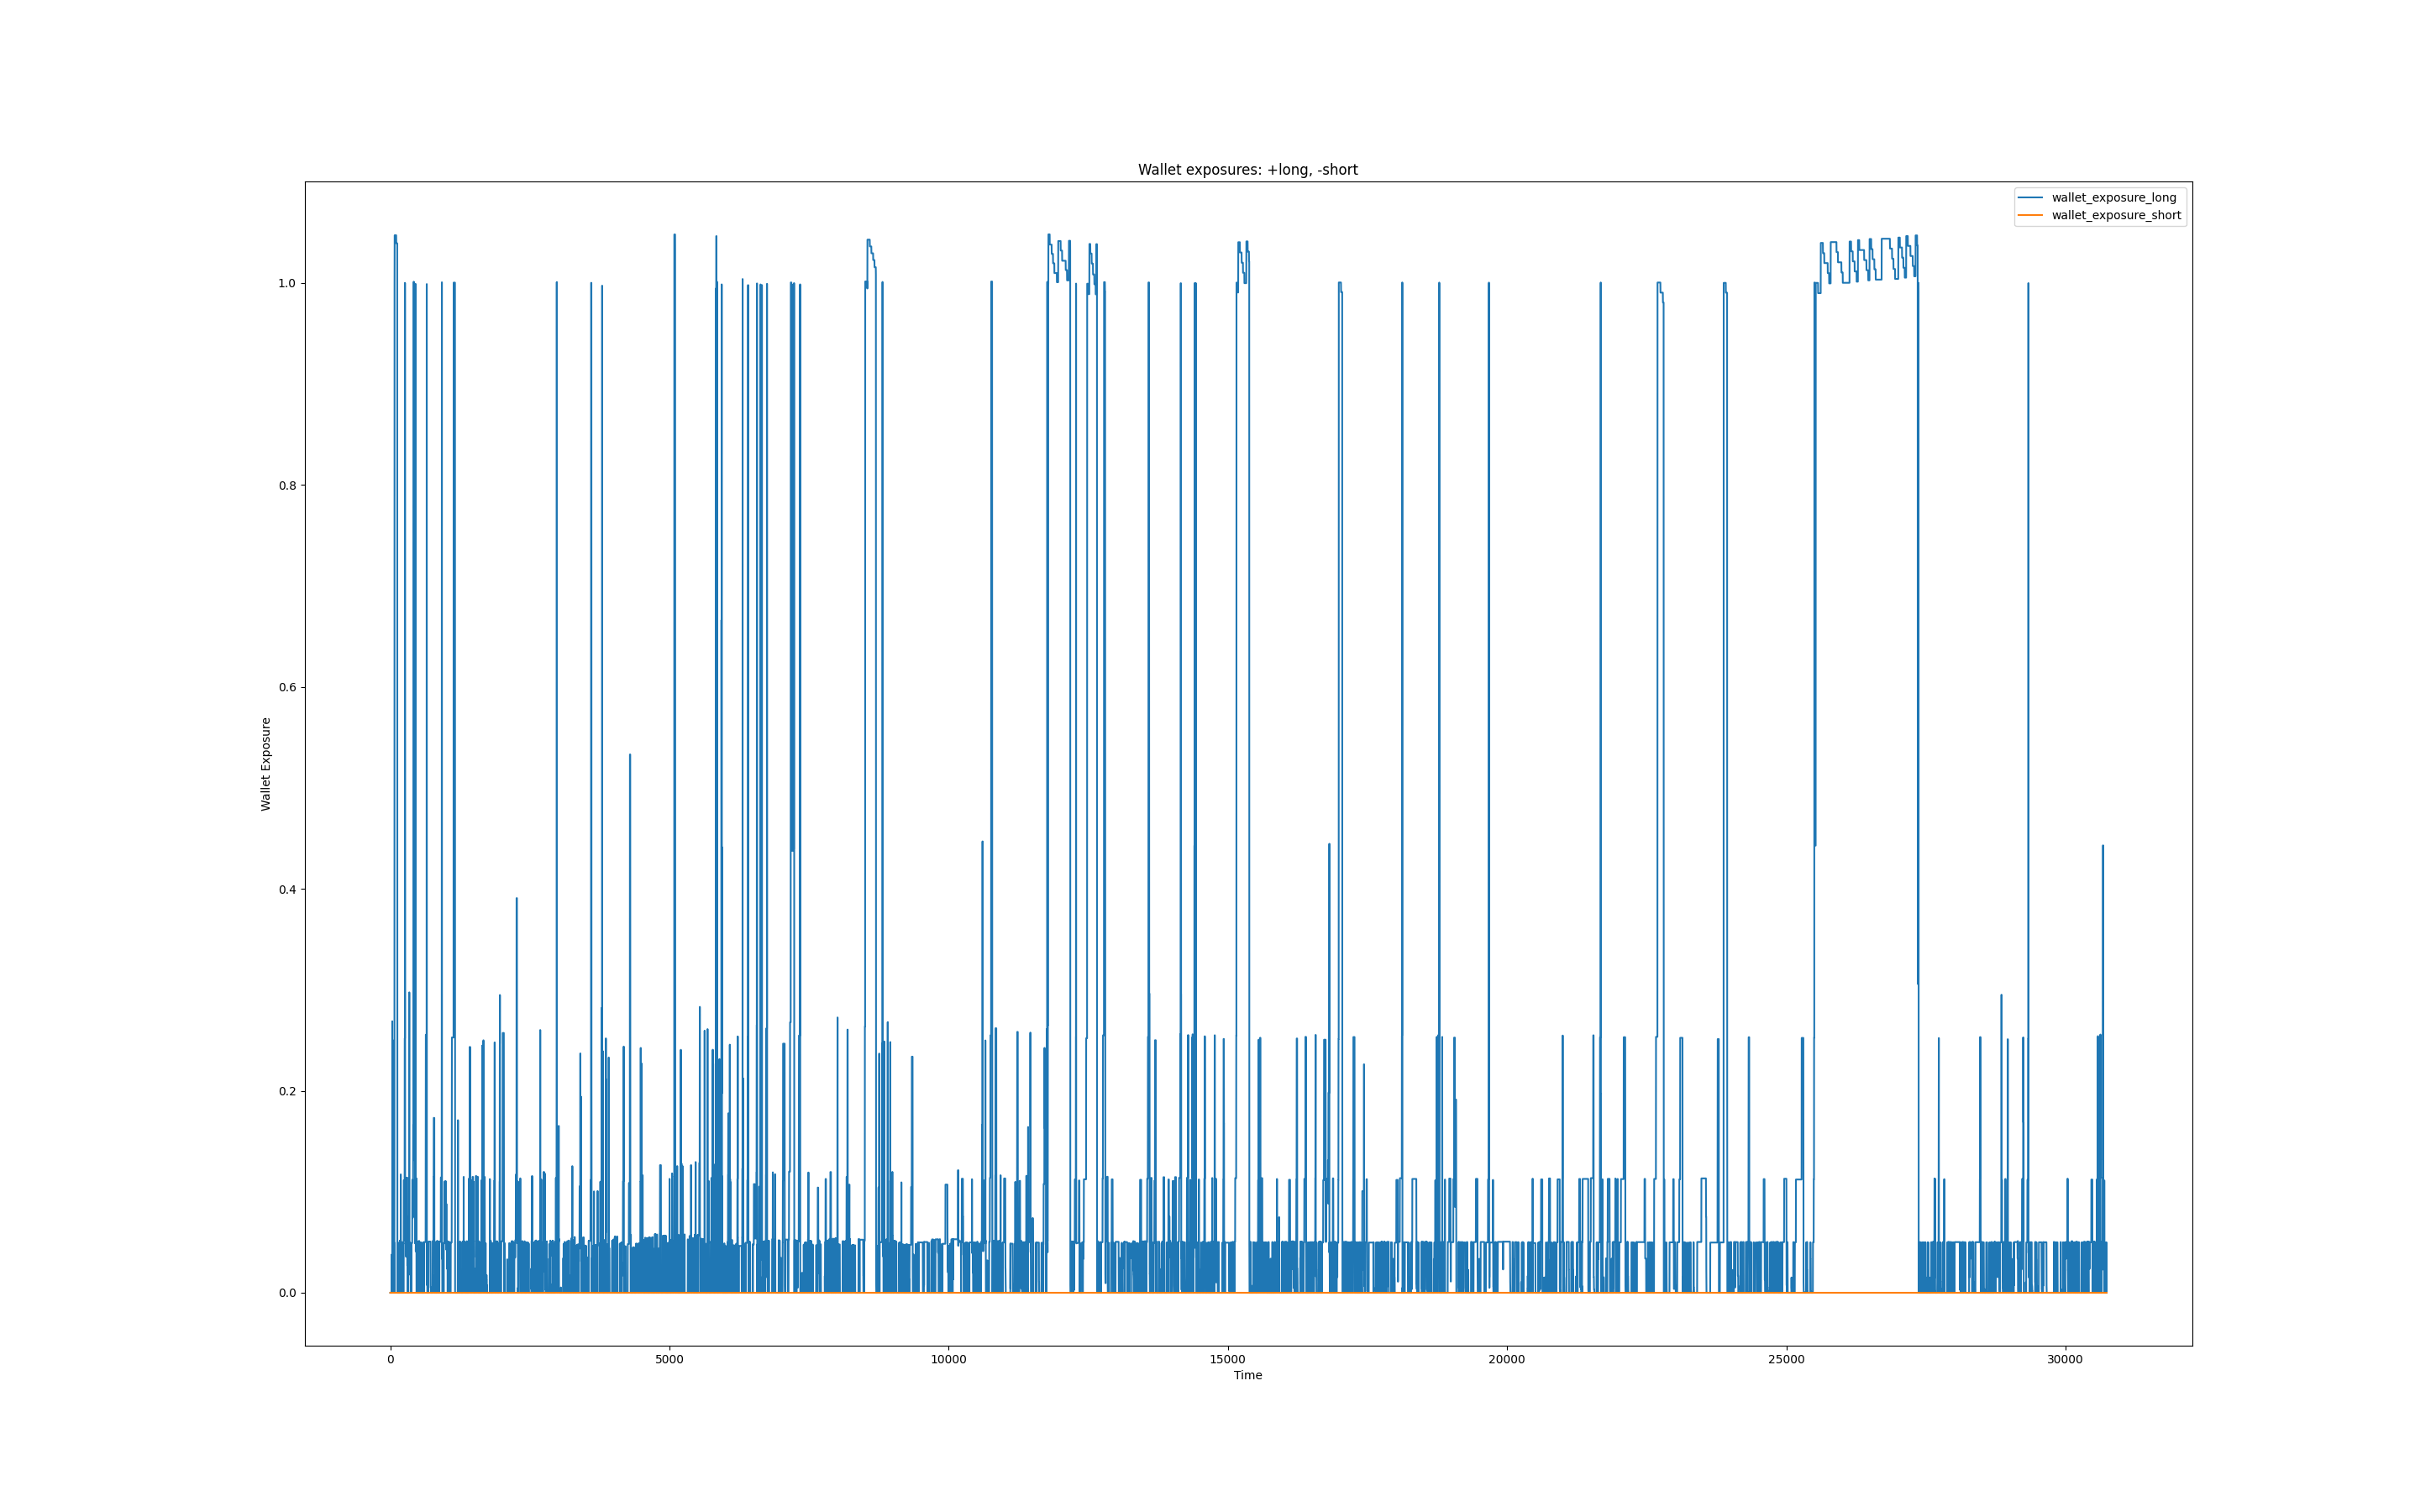 Wallet exposures: +long, -short
wallet_exposure_long
wallet_exposure_short
1.0
0.8
0.6
0.4
0.2
0.0
Wallet Exposure
0 5000 10000 15000 20000 25000 30000
Time